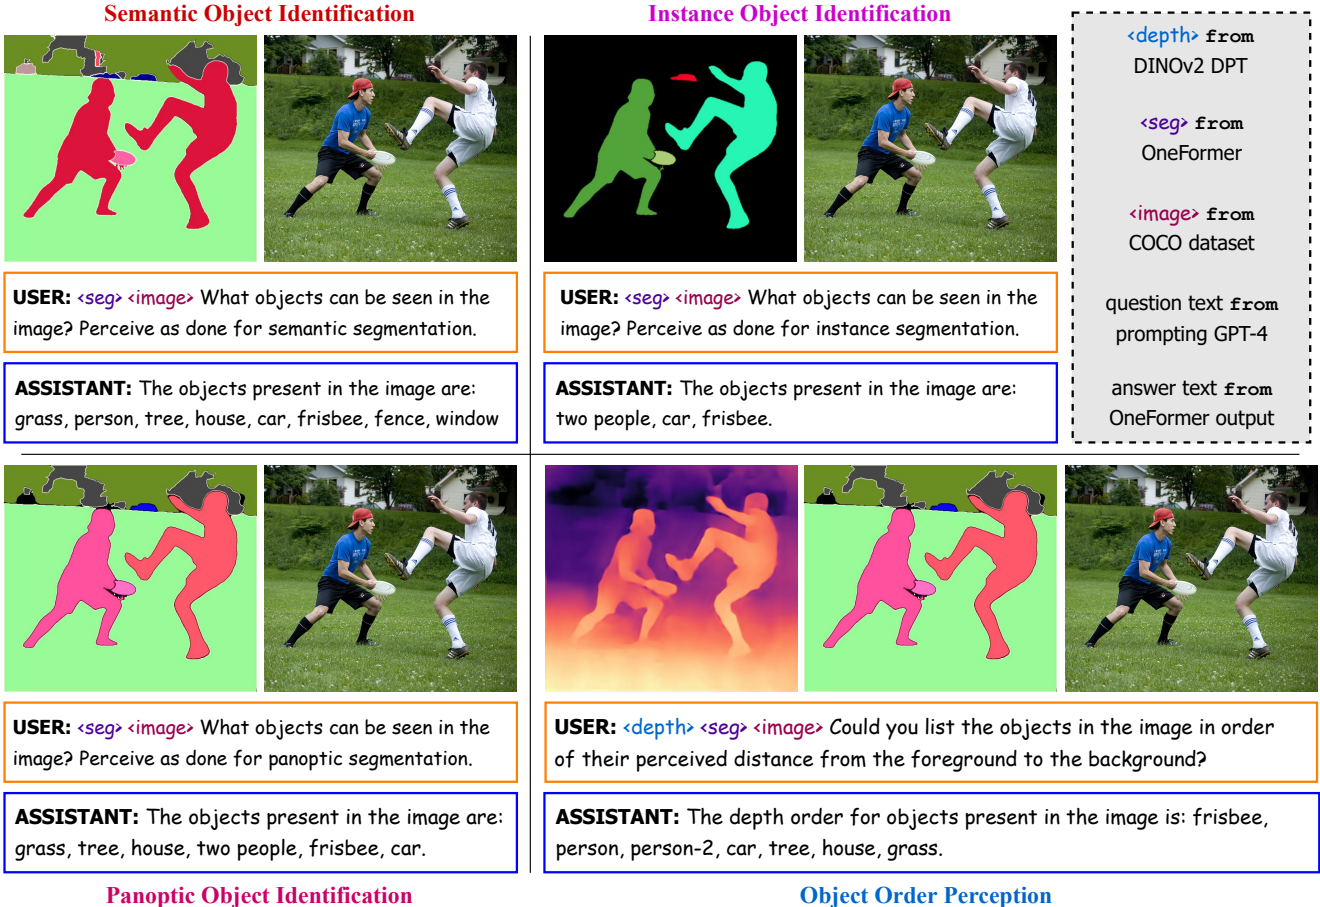 Semantic Object Identification
USER: <seg> <image> What objects can be seen in the
image? Perceive as done for semantic segmentation.
ASSISTANT: The objects present in the image are:
grass, person, tree, house, car, frisbee, fence, window
Instance Object Identification
USER: <seg> <image> What objects can be seen in the
image? Perceive as done for instance segmentation.
ASSISTANT: The objects present in the image are:
two people, car, frisbee.
<depth> from
DINOv2 DPT
<seg> from
OneFormer
<image> from
COCO dataset
question text from
prompting GPT-4
answer text from
OneFormer output
USER: <seg> <image> What objects can be seen in the
image? Perceive as done for panoptic segmentation.
ASSISTANT: The objects present in the image are:
grass, tree, house, two people, frisbee, car.
Panoptic Object Identification
USER: <depth> <seg> <image> Could you list the objects in the image in order
of their perceived distance from the foreground to the background?
ASSISTANT: The depth order for objects present in the image is: frisbee,
person, person-2, car, tree, house, grass.
Object Order Perception